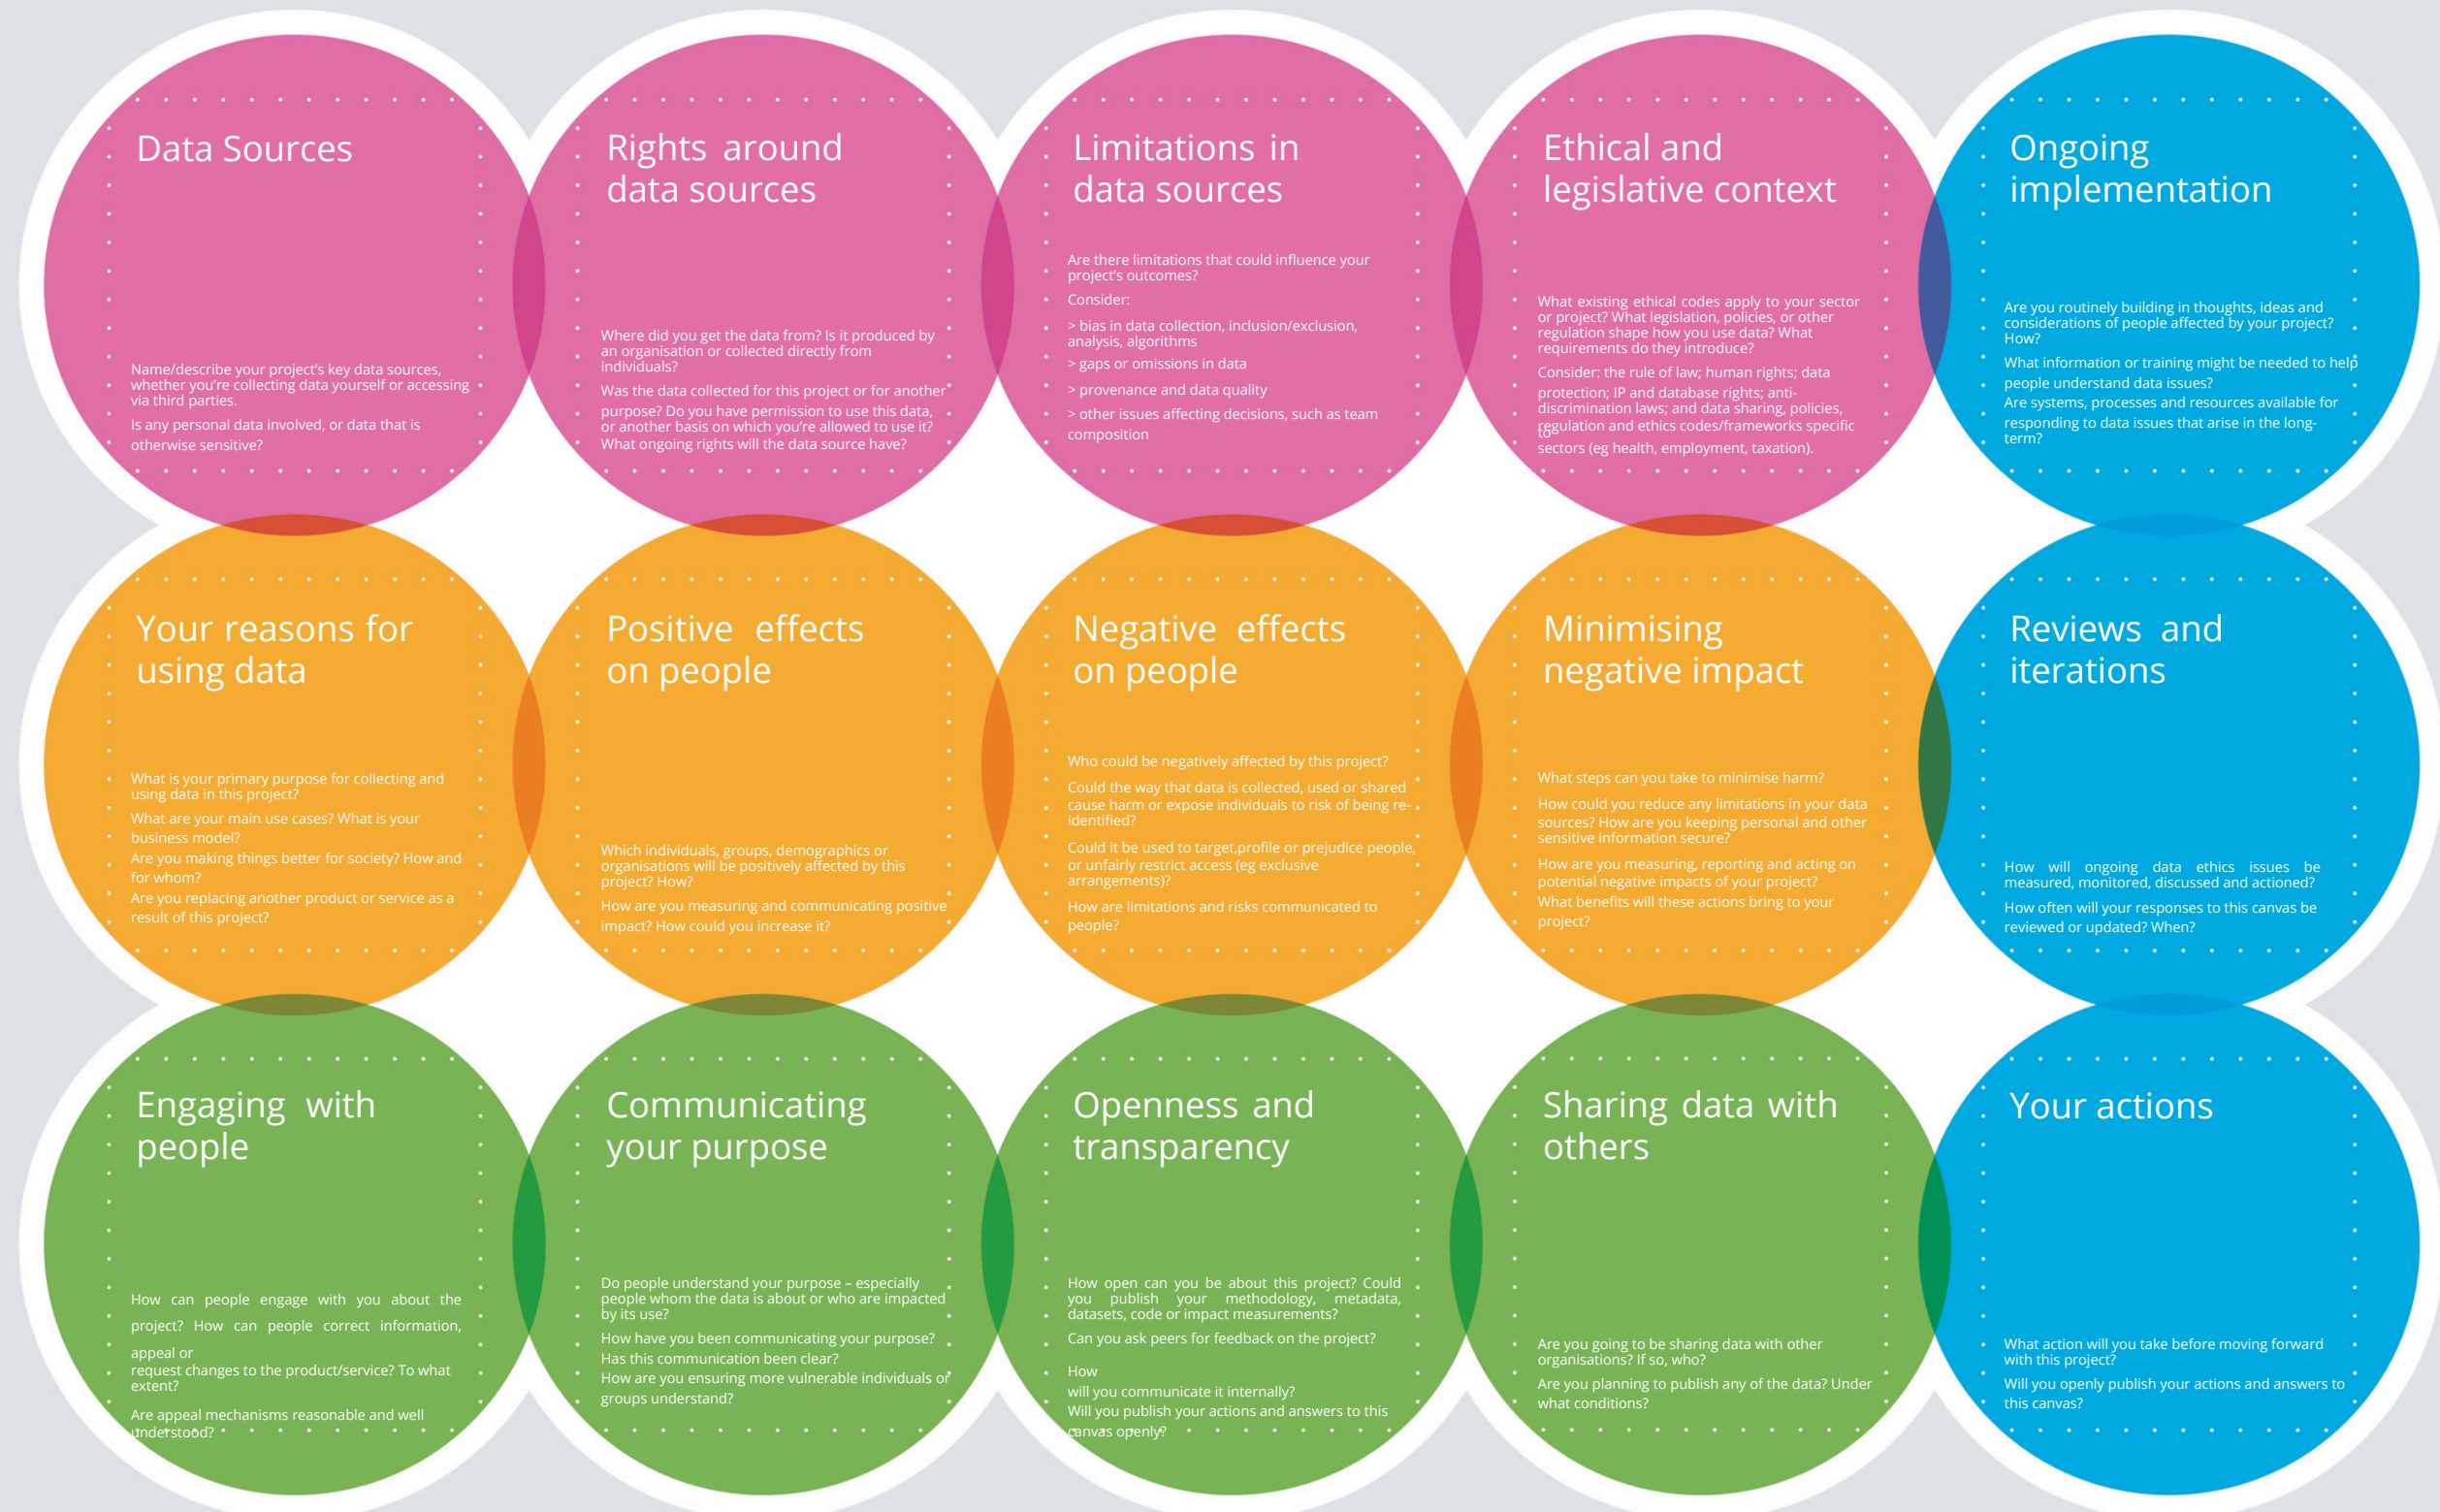 Data Sources
Name/describe your project's key data sources,
whether you're collecting data yourself or accessing
via third parties.
Is any personal data involved, or data that is
otherwise sensitive?
Rights around
data sources
Where did you get the data from? Is it produced by
an organisation or collected directly from
individuals?
Was the data collected for this project or for another
purpose? Do you have permission to use this data,
or another basis on which you're allowed to use it?
What ongoing rights will the data source have?
Limitations in
data sources
Are there limitations that could influence your
project's outcomes?
Consider:
> bias in data collection, inclusion/exclusion,
analysis, algorithms
> gaps or omissions in data
> provenance and data quality
> other issues affecting decisions, such as team
composition
Ethical and
legislative context
What existing ethical codes apply to your sector
or project? What legislation, policies, or other
regulation shape how you use data? What
requirements do they introduce?
Consider: the rule of law; human rights; data
protection; IP and database rights; anti-
discrimination laws; and data sharing, policies,
regulation and ethics codes/frameworks specific
to
sectors (eg health, employment, taxation).
Ongoing
implementation
Are you routinely building in thoughts, ideas and
considerations of people affected by your project?
How?
What information or training might be needed to help
people understand data issues?
Are systems, processes and resources available for
responding to data issues that arise in the long-
term?
Your reasons for
using data
What is your primary purpose for collecting and
using data in this project?
What are your main use cases? What is your
business model?
Are you making things better for society? How and
for whom?
Are you replacing another product or service as a
result of this project?
Positive effects
on people
Which individuals, groups, demographics or
organisations will be positively affected by this
project? How?
How are you measuring and communicating positive
impact? How could you increase it?
Negative effects
on people
Who could be negatively affected by this project?
Could the way that data is collected, used or shared
cause harm or expose individuals to risk of being re-
identified?
Could it be used to target,profile or prejudice people,
or unfairly restrict access (eg exclusive
arrangements)?
How are limitations and risks communicated to
people?
Minimising
negative impact
What steps can you take to minimise harm?
How could you reduce any limitations in your data
sources? How are you keeping personal and other
sensitive information secure?
How are you measuring, reporting and acting on
potential negative impacts of your project?
What benefits will these actions bring to your
project?
Reviews and
iterations
How will ongoing data ethics issues be
measured, monitored, discussed and actioned?
How often will your responses to this canvas be
reviewed or updated? When?
Engaging with
people
How can people engage with you about the
project? How can people correct information,
appeal or
request changes to the product/service? To what
extent?
Are appeal mechanisms reasonable and well
understood?
Communicating
your purpose
Do people understand your purpose – especially
people whom the data is about or who are impacted
by its use?
How have you been communicating your purpose?
Has this communication been clear?
How are you ensuring more vulnerable individuals or
groups understand?
Openness and
transparency
How open can you be about this project? Could
you publish your methodology, metadata,
datasets, code or impact measurements?
Can you ask peers for feedback on the project?
How
will you communicate it internally?
Will you publish your actions and answers to this
canvas openly?
Sharing data with
others
Are you going to be sharing data with other
organisations? If so, who?
Are you planning to publish any of the data? Under
what conditions?
Your actions
What action will you take before moving forward
with this project?
Will you openly publish your actions and answers to
this canvas?